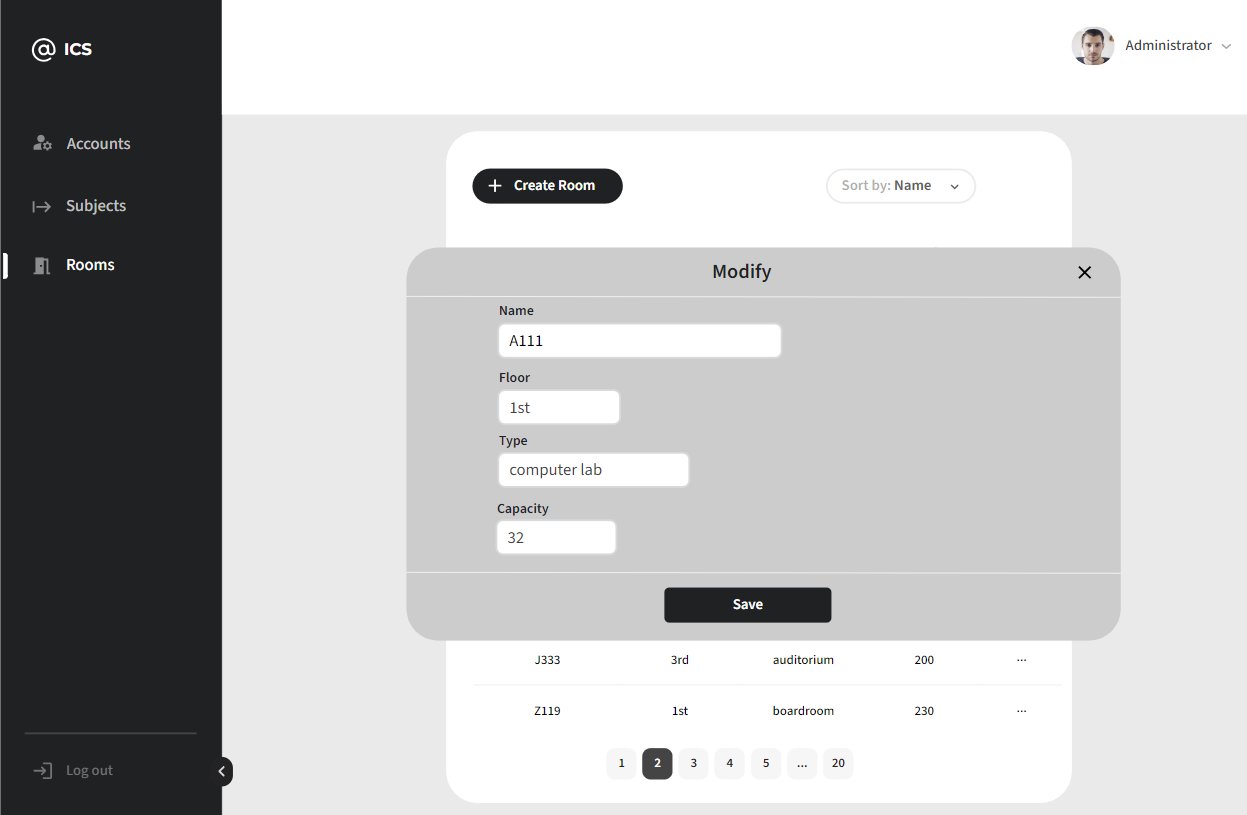 @ ICS
Administrator
Accounts
Subjects
Rooms
Log out
+ Create Room
Sort by: Name
Modify
Name
A111
Floor
1st
Type
computer lab
Capacity
32
Save
J333 3rd auditorium 200 ...
Z119 1st boardroom 230 ...
1 2 3 4 5 ... 20